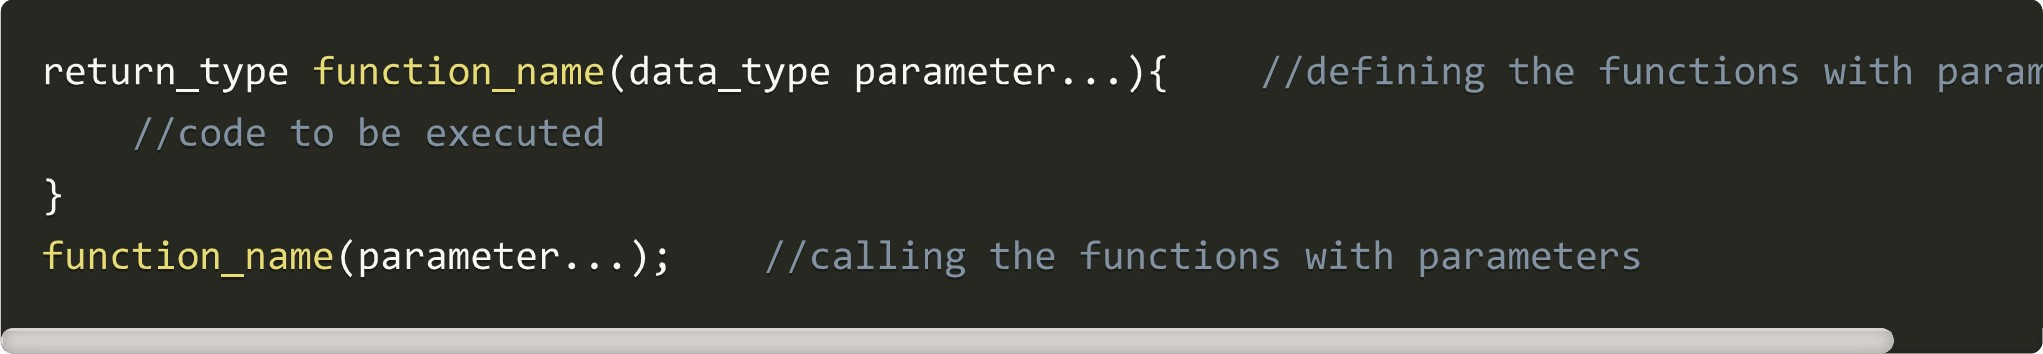 return_type function_name(data_type parameter...){    //defining the functions with param
    //code to be executed
}
function_name(parameter...);    //calling the functions with parameters